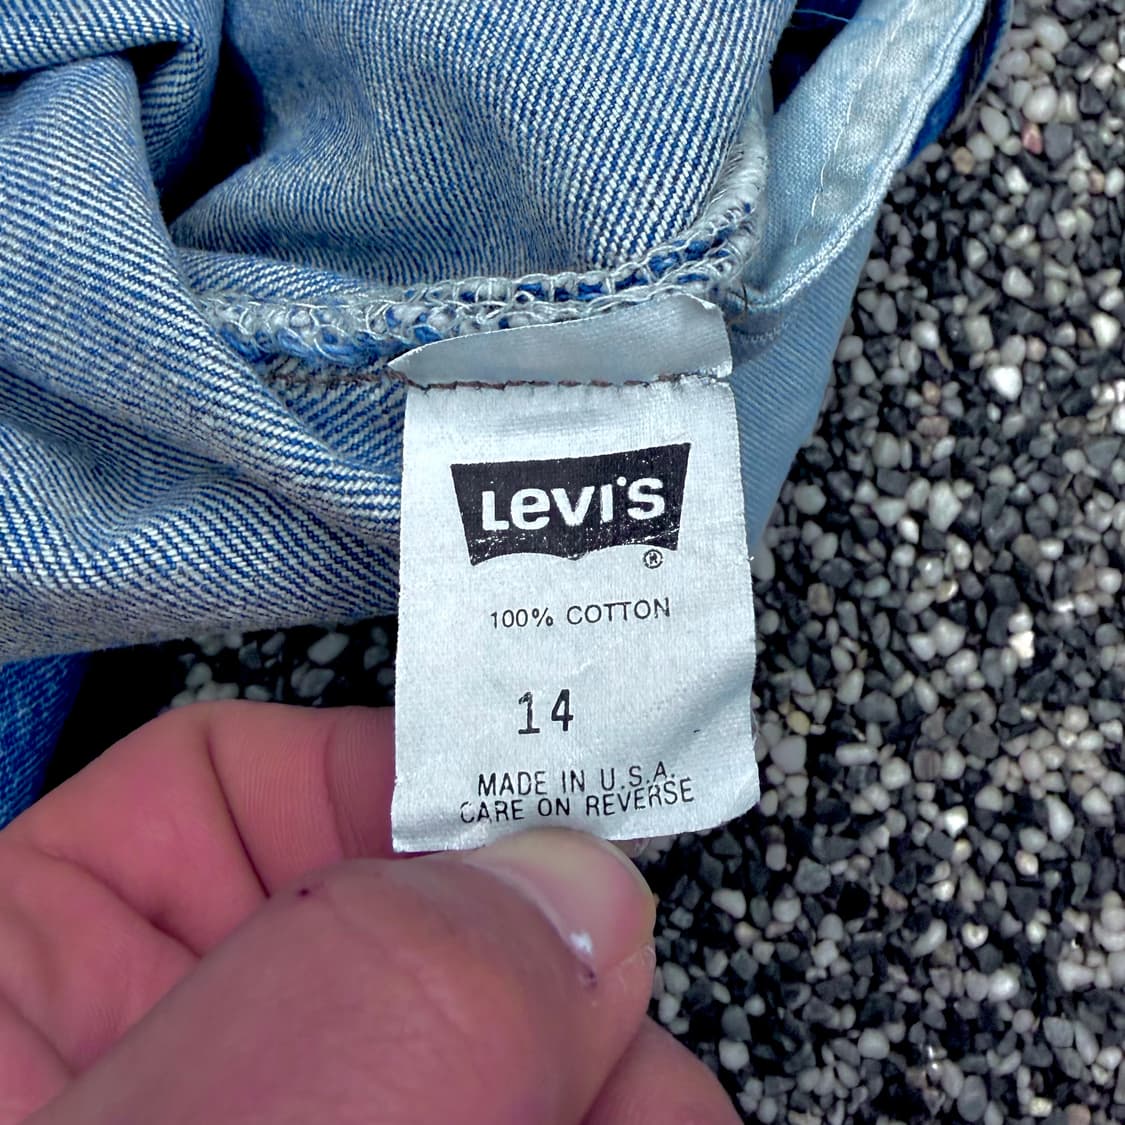 Levi's
®
100% COTTON
14
MADE IN U.S.A.
CARE ON REVERSE